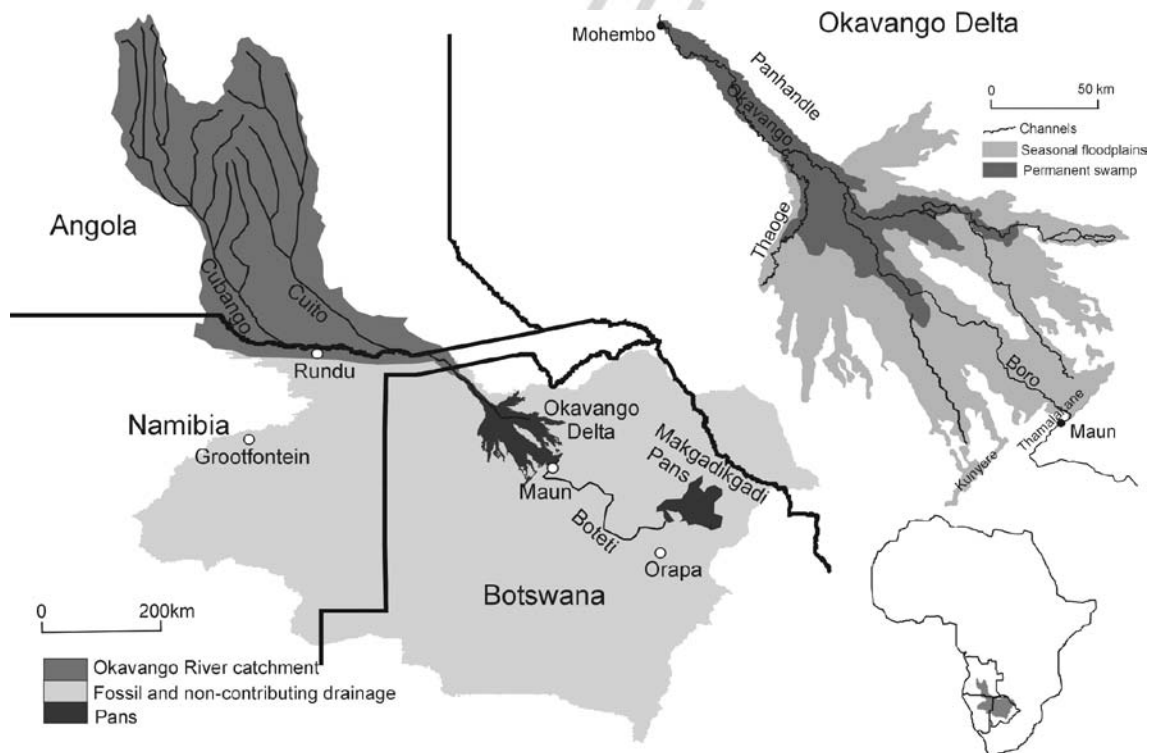 Okavango Delta
Mohembo
Panhandle
Okavango
0 50 km
Channels
Seasonal floodplains
Permanent swamp
Thaoge
Boro
Thamalakane
Kunyere
Maun
Angola
Cubango
Cuito
Rundu
Namibia
Grootfontein
Okavango
Delta
Maun
Makgadikgadi
Pans
Boteti
Orapa
Botswana
0 200km
Okavango River catchment
Fossil and non-contributing drainage
Pans